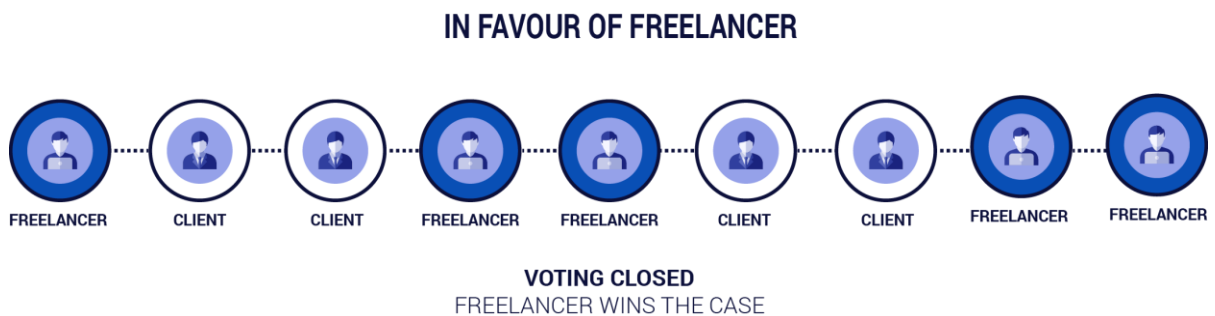 IN FAVOUR OF FREELANCER
FREELANCER CLIENT CLIENT FREELANCER FREELANCER CLIENT CLIENT FREELANCER FREELANCER
VOTING CLOSED
FREELANCER WINS THE CASE